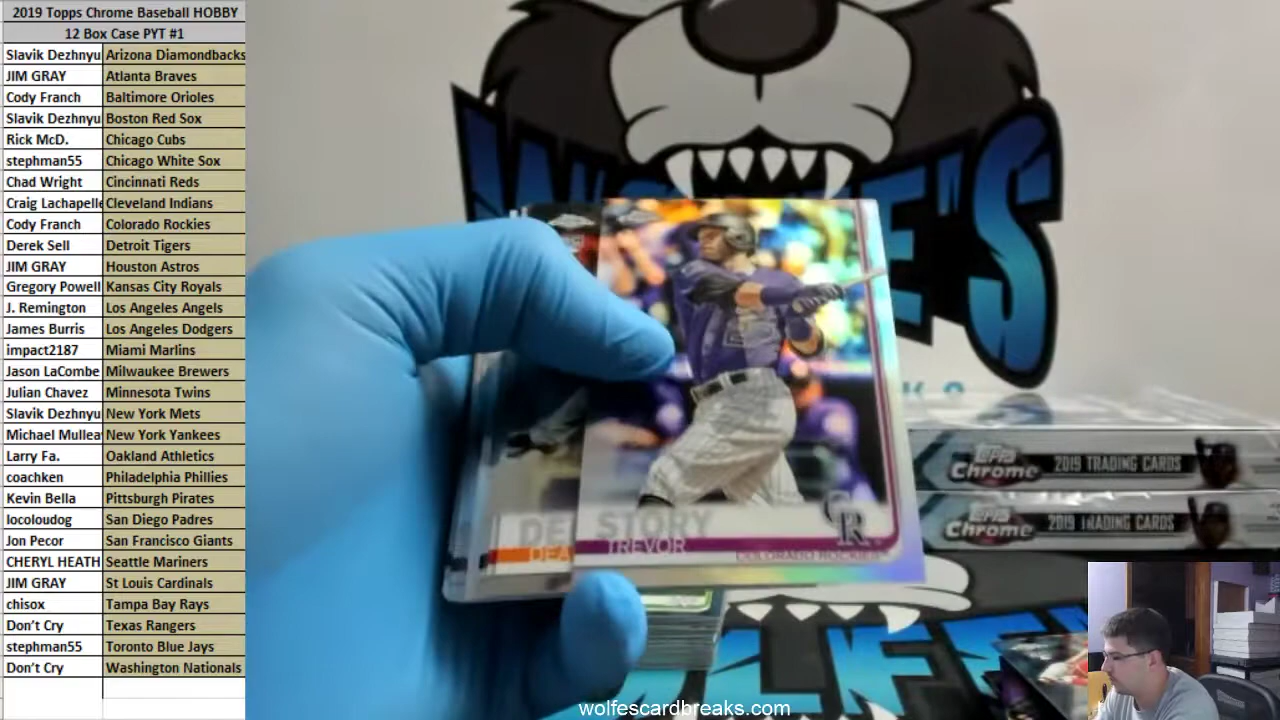 2019 Topps Chrome Baseball HOBBY
12 Box Case PYT #1
Slavik Dezhnyu Arizona Diamondbacks
JIM GRAY Atlanta Braves
Cody Franch Baltimore Orioles
Slavik Dezhnyu Boston Red Sox
Rick McD. Chicago Cubs
stephman55 Chicago White Sox
Chad Wright Cincinnati Reds
Craig Lachapelle Cleveland Indians
Cody Franch Colorado Rockies
Derek Sell Detroit Tigers
JIM GRAY Houston Astros
Gregory Powell Kansas City Royals
J. Remington Los Angeles Angels
James Burris Los Angeles Dodgers
impact2187 Miami Marlins
Jason LaCombe Milwaukee Brewers
Julian Chavez Minnesota Twins
Slavik Dezhnyu New York Mets
Michael Mullea New York Yankees
Larry Fa. Oakland Athletics
coachken Philadelphia Phillies
Kevin Bella Pittsburgh Pirates
locoloudog San Diego Padres
Jon Pecor San Francisco Giants
CHERYL HEATH Seattle Mariners
JIM GRAY St Louis Cardinals
chisox Tampa Bay Rays
Don't Cry Texas Rangers
stephman55 Toronto Blue Jays
Don't Cry Washington Nationals
STORY
TREVOR
COLORADO ROCKIES
DE
DEA
TOPPS
Chrome 2019 TRADING CARDS
TOPPS
Chrome 2019 TRADING CARDS
wolfescardbreaks.com